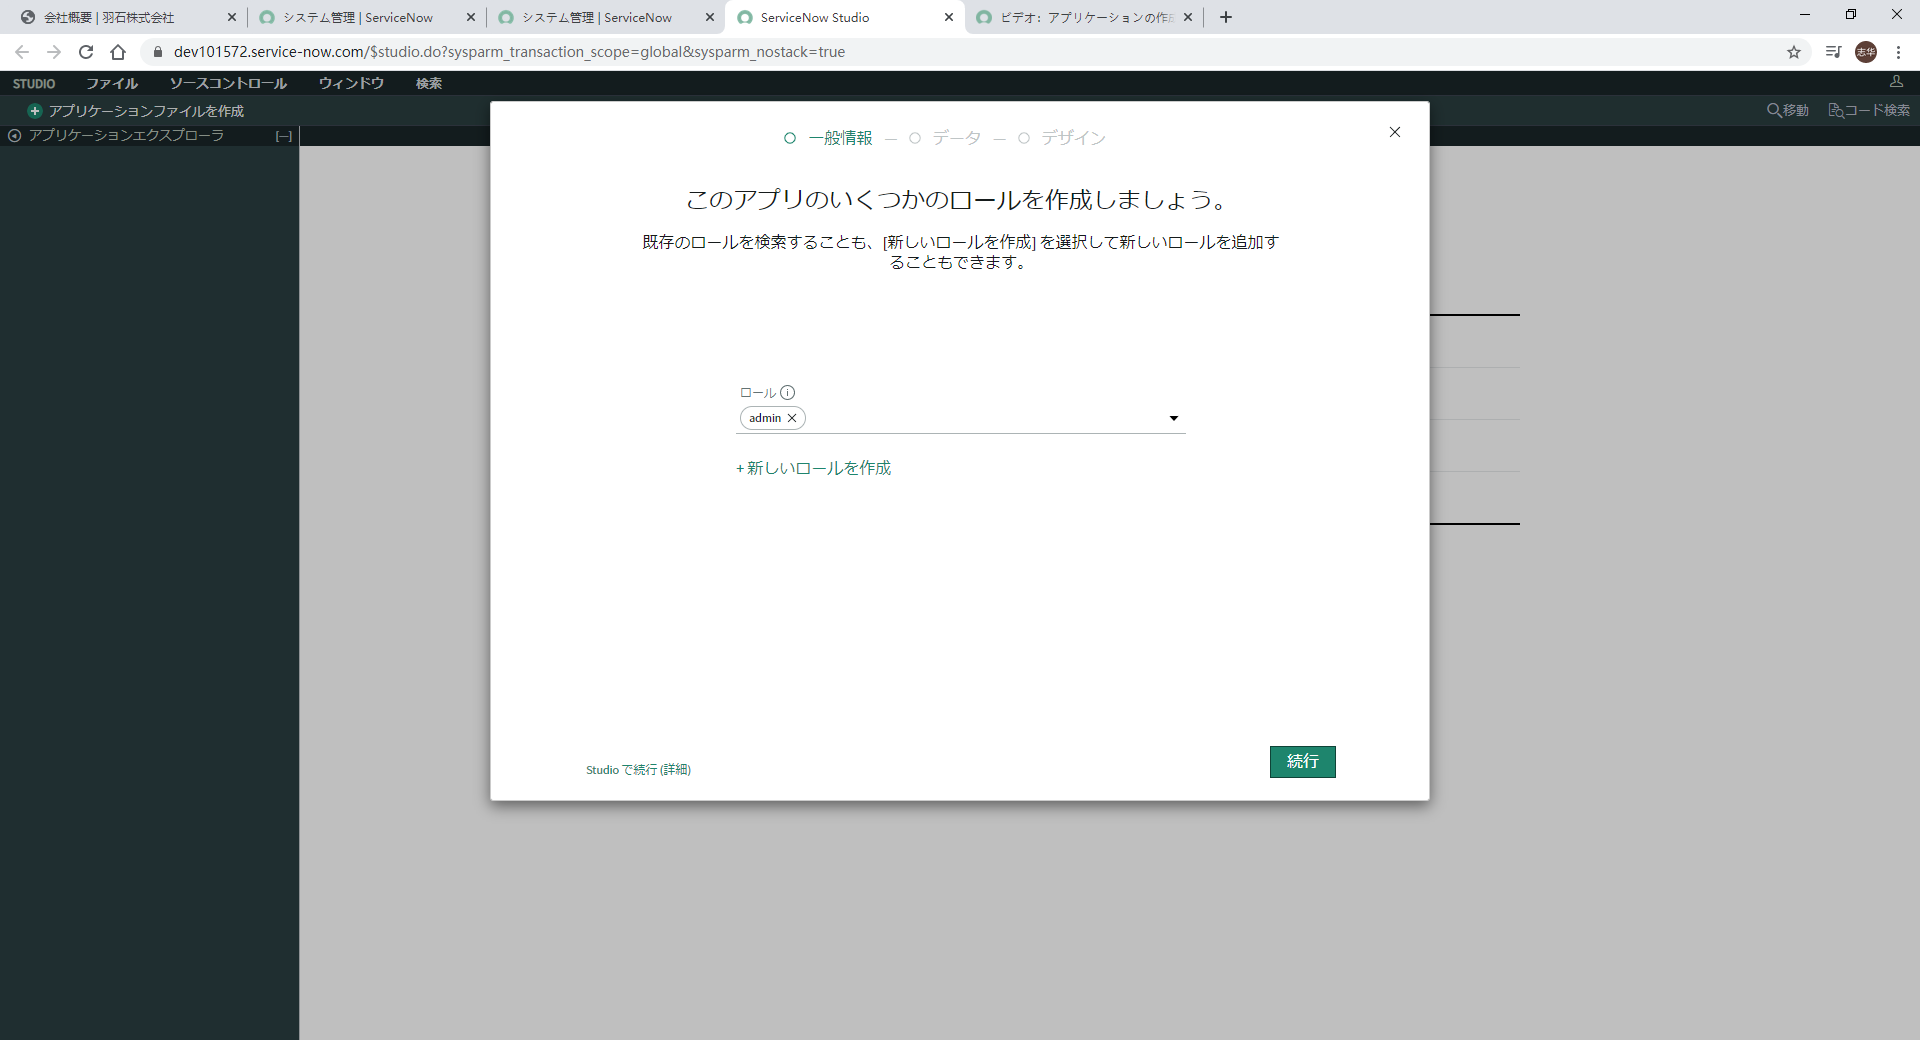 会社概要 | 羽石株式会社
システム管理 | ServiceNow
システム管理 | ServiceNow
ServiceNow Studio
ビデオ：アプリケーションの作成
dev101572.service-now.com/$studio.do?sysparm_transaction_scope=global&sysparm_nostack=true
志华
STUDIO ファイル ソースコントロール ウィンドウ 検索
アプリケーションファイルを作成
移動 コード検索
アプリケーションエクスプローラ [—]
一般情報 — データ — デザイン
このアプリのいくつかのロールを作成しましょう。
既存のロールを検索することも、[新しいロールを作成] を選択して新しいロールを追加す
ることもできます。
ロール
admin
+ 新しいロールを作成
Studio で続行 (詳細)
続行